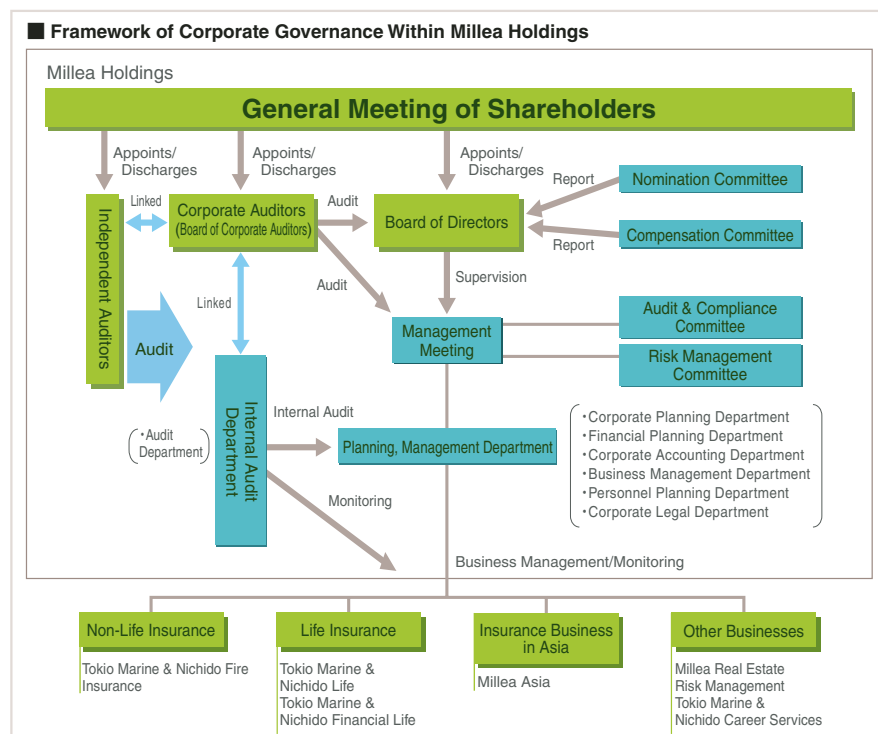 ■ Framework of Corporate Governance Within Millea Holdings
Millea Holdings
General Meeting of Shareholders
Appoints/
Discharges
Appoints/
Discharges
Appoints/
Discharges
Independent Auditors
Linked
Corporate Auditors
(Board of Corporate Auditors)
Audit
Board of Directors
Report
Nomination Committee
Report
Compensation Committee
Linked
Audit
Supervision
Audit
Management
Meeting
Audit & Compliance
Committee
Risk Management
Committee
・Audit
Department
Internal Audit
Department
Internal Audit
Planning, Management Department
・Corporate Planning Department
・Financial Planning Department
・Corporate Accounting Department
・Business Management Department
・Personnel Planning Department
・Corporate Legal Department
Monitoring
Business Management/Monitoring
Non-Life Insurance
Tokio Marine & Nichido Fire
Insurance
Life Insurance
Tokio Marine &
Nichido Life
Tokio Marine &
Nichido Financial Life
Insurance Business
in Asia
Millea Asia
Other Businesses
Millea Real Estate
Risk Management
Tokio Marine &
Nichido Career Services